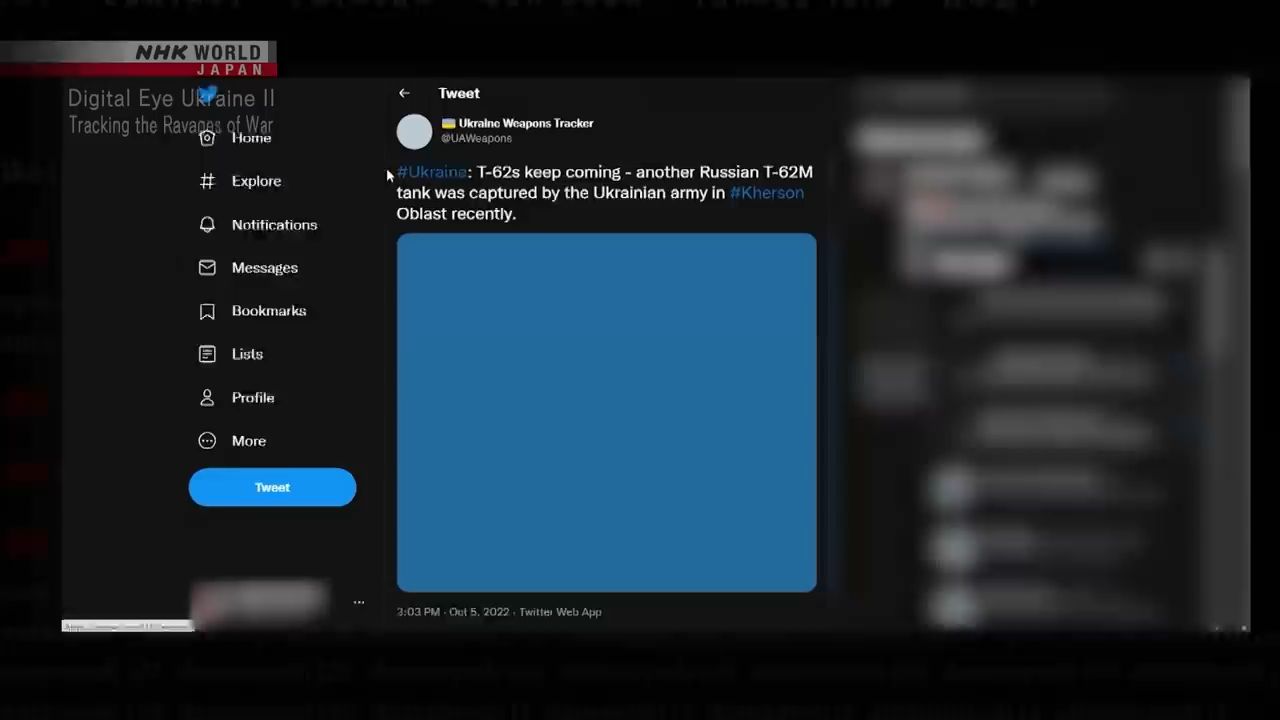 NHK WORLD
JAPAN
Digital Eye Ukraine II
Tracking the Ravages of War
Home
Explore
Notifications
Messages
Bookmarks
Lists
Profile
More
Tweet
Tweet
Ukraine Weapons Tracker
@UAWeapons
#Ukraine: T-62s keep coming - another Russian T-62M
tank was captured by the Ukrainian army in #Kherson
Oblast recently.
3:03 PM · Oct 5, 2022 · Twitter Web App